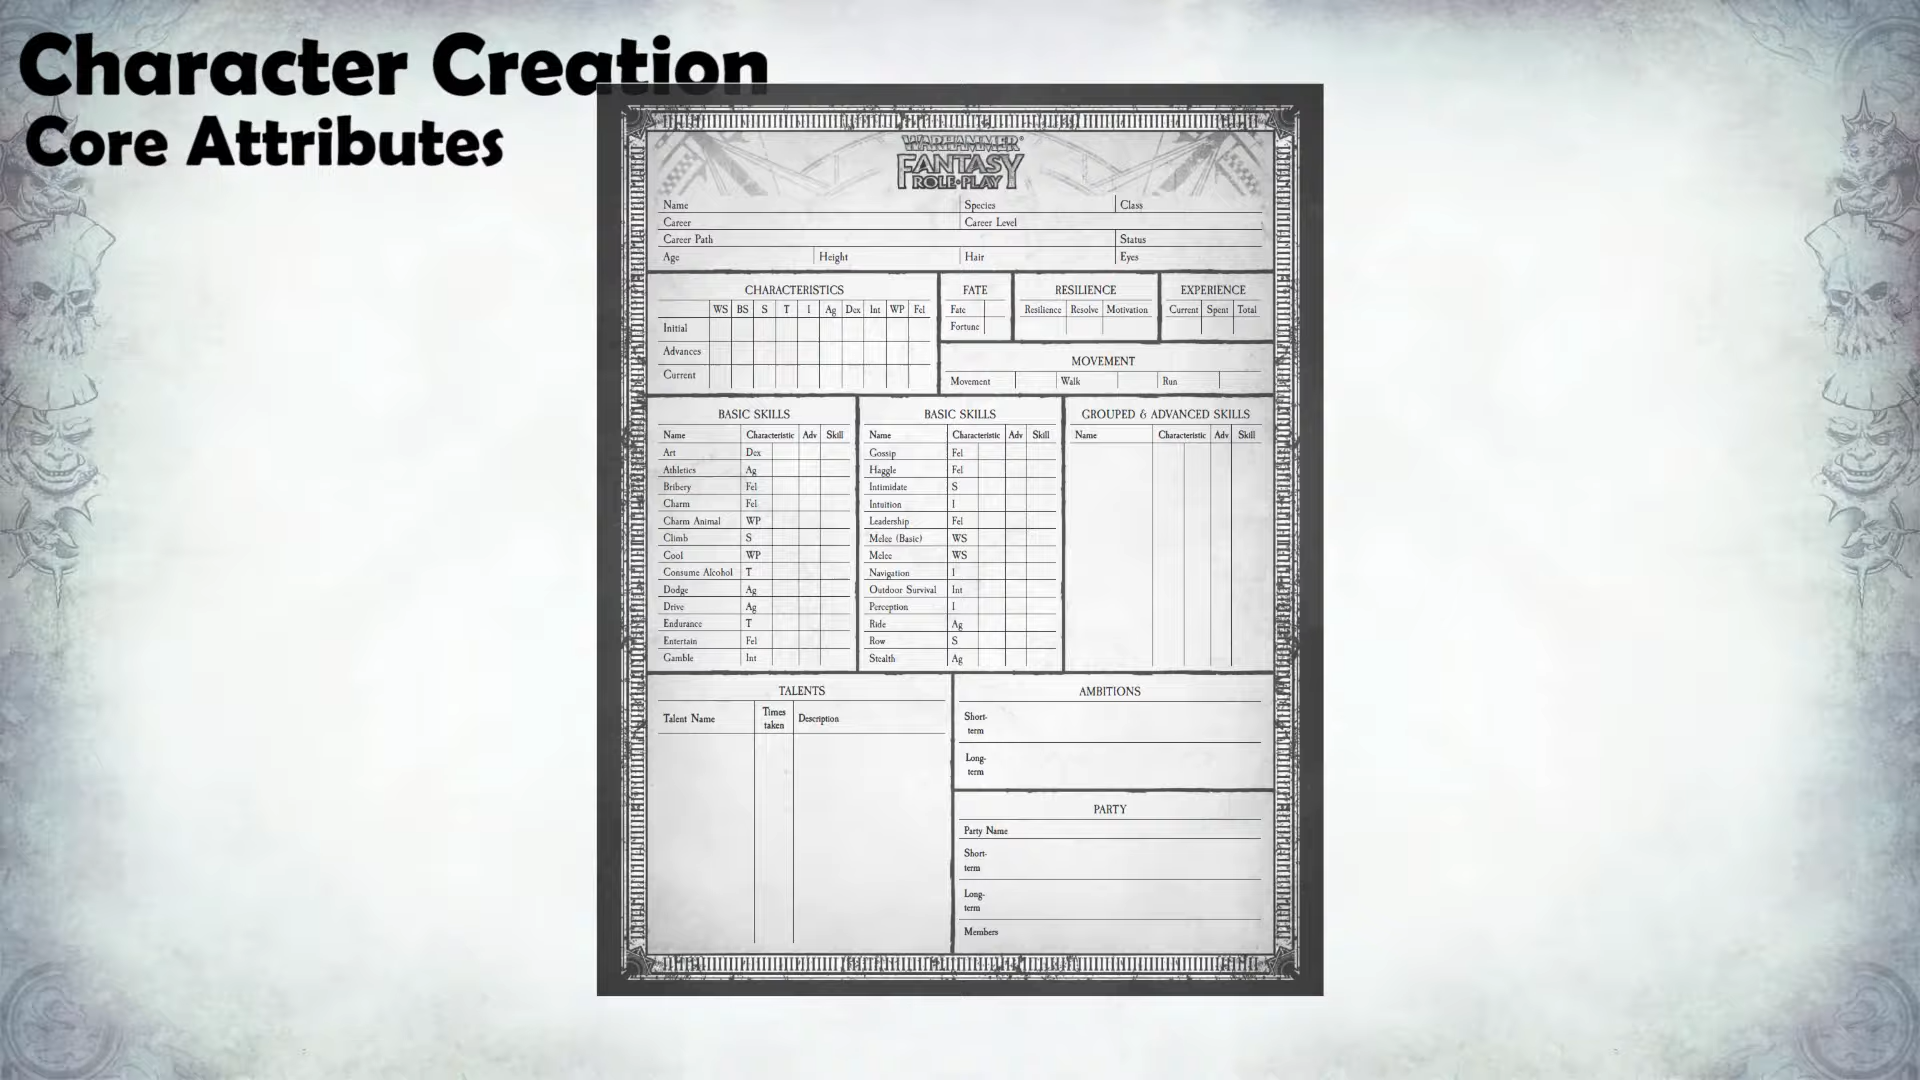 Character Creation
Core Attributes
WARHAMMER
FANTASY
ROLE·PLAY
Name Species Class
Career Career Level
Career Path Status
Age Height Hair Eyes
CHARACTERISTICS
WS BS S T I Ag Dex Int WP Fel
Initial
Advances
Current
FATE
Fate
Fortune
RESILIENCE
Resilience Resolve Motivation
EXPERIENCE
Current Spent Total
MOVEMENT
Movement Walk Run
BASIC SKILLS
Name Characteristic Adv Skill
Art Dex
Athletics Ag
Bribery Fel
Charm Fel
Charm Animal WP
Climb S
Cool WP
Consume Alcohol T
Dodge Ag
Drive Ag
Endurance T
Entertain Fel
Gamble Int
BASIC SKILLS
Name Characteristic Adv Skill
Gossip Fel
Haggle Fel
Intimidate S
Intuition I
Leadership Fel
Melee (Basic) WS
Melee WS
Navigation I
Outdoor Survival Int
Perception I
Ride Ag
Row S
Stealth Ag
GROUPED & ADVANCED SKILLS
Name Characteristic Adv Skill
TALENTS
Talent Name Times taken Description
AMBITIONS
Short-
term
Long-
term
PARTY
Party Name
Short-
term
Long-
term
Members